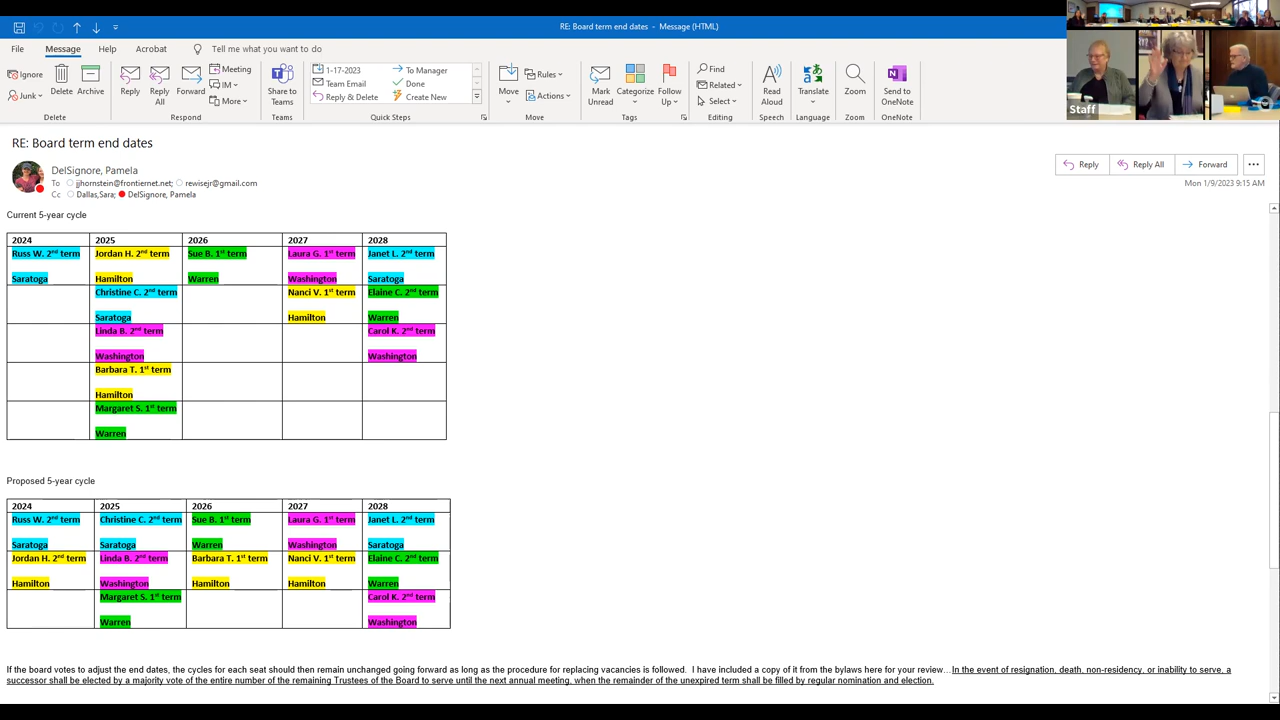 RE: Board term end dates - Message (HTML)
File Message Help Acrobat Tell me what you want to do
Ignore Junk Delete Archive
Reply Reply All Forward Meeting IM More
Share to Teams
1-17-2023 To Manager
Team Email Done
Reply & Delete Create New
Move Rules Actions
Mark Unread Categorize Follow Up
Find Related Select
Read Aloud Translate Zoom Send to OneNote
Delete Respond Teams Quick Steps Move Tags Editing Speech Language Zoom OneNote
Staff
RE: Board term end dates
DelSignore, Pamela
To jjhornstein@frontiernet.net; rewisejr@gmail.com
Cc Dallas,Sara; DelSignore, Pamela
Reply Reply All Forward ...
Mon 1/9/2023 9:15 AM
Current 5-year cycle
2024 2025 2026 2027 2028
Russ W. 2nd term Jordan H. 2nd term Sue B. 1st term Laura G. 1st term Janet L. 2nd term
Saratoga Hamilton Warren Washington Saratoga
Christine C. 2nd term Nanci V. 1st term Elaine C. 2nd term
Saratoga Hamilton Warren
Linda B. 2nd term Carol K. 2nd term
Washington Washington
Barbara T. 1st term
Hamilton
Margaret S. 1st term
Warren
Proposed 5-year cycle
2024 2025 2026 2027 2028
Russ W. 2nd term Christine C. 2nd term Sue B. 1st term Laura G. 1st term Janet L. 2nd term
Saratoga Saratoga Warren Washington Saratoga
Jordan H. 2nd term Linda B. 2nd term Barbara T. 1st term Nanci V. 1st term Elaine C. 2nd term
Hamilton Washington Hamilton Hamilton Warren
Margaret S. 1st term Carol K. 2nd term
Warren Washington
If the board votes to adjust the end dates, the cycles for each seat should then remain unchanged going forward as long as the procedure for replacing vacancies is followed. I have included a copy of it from the bylaws here for your review…In the event of resignation, death, non-residency, or inability to serve, a
successor shall be elected by a majority vote of the entire number of the remaining Trustees of the Board to serve until the next annual meeting, when the remainder of the unexpired term shall be filled by regular nomination and election.